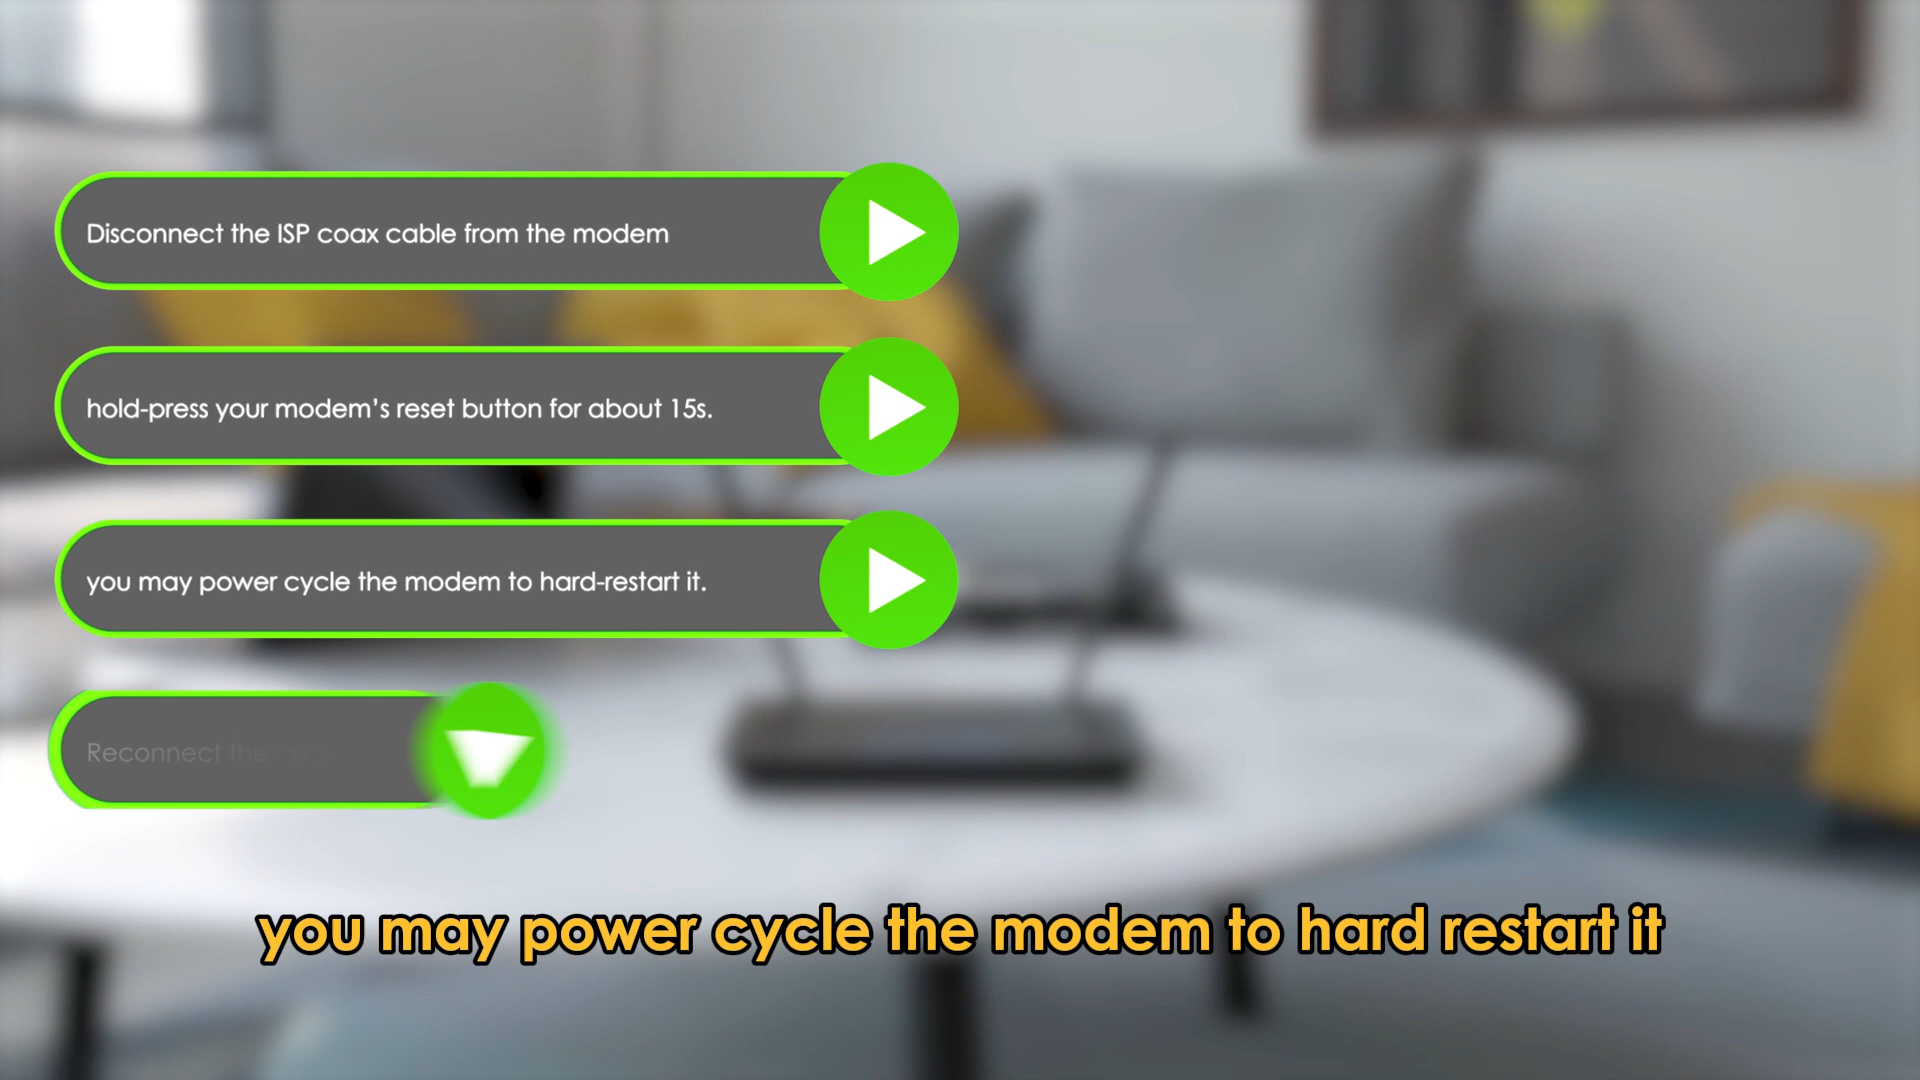 Disconnect the ISP coax cable from the modem
hold-press your modem's reset button for about 15s.
you may power cycle the modem to hard-restart it.
Reconnect the
you may power cycle the modem to hard restart it